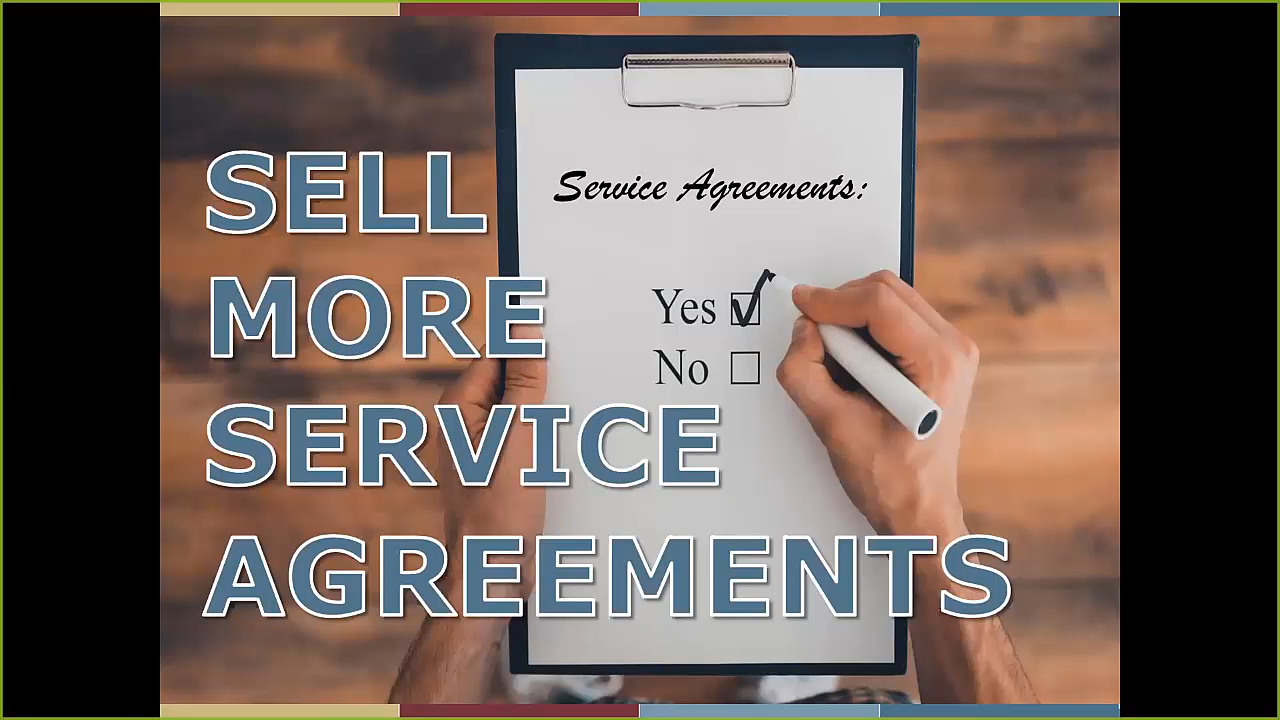 SELL
MORE
SERVICE
AGREEMENTS
Service Agreements:
Yes
No